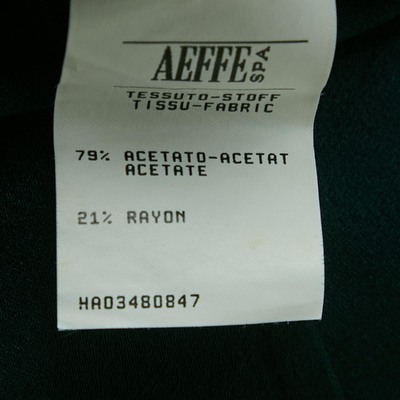 AEFFE SPA
TESSUTO-STOFF
TISSU-FABRIC
79% ACETATO-ACETAT
ACETATE
21% RAYON
HA03480847